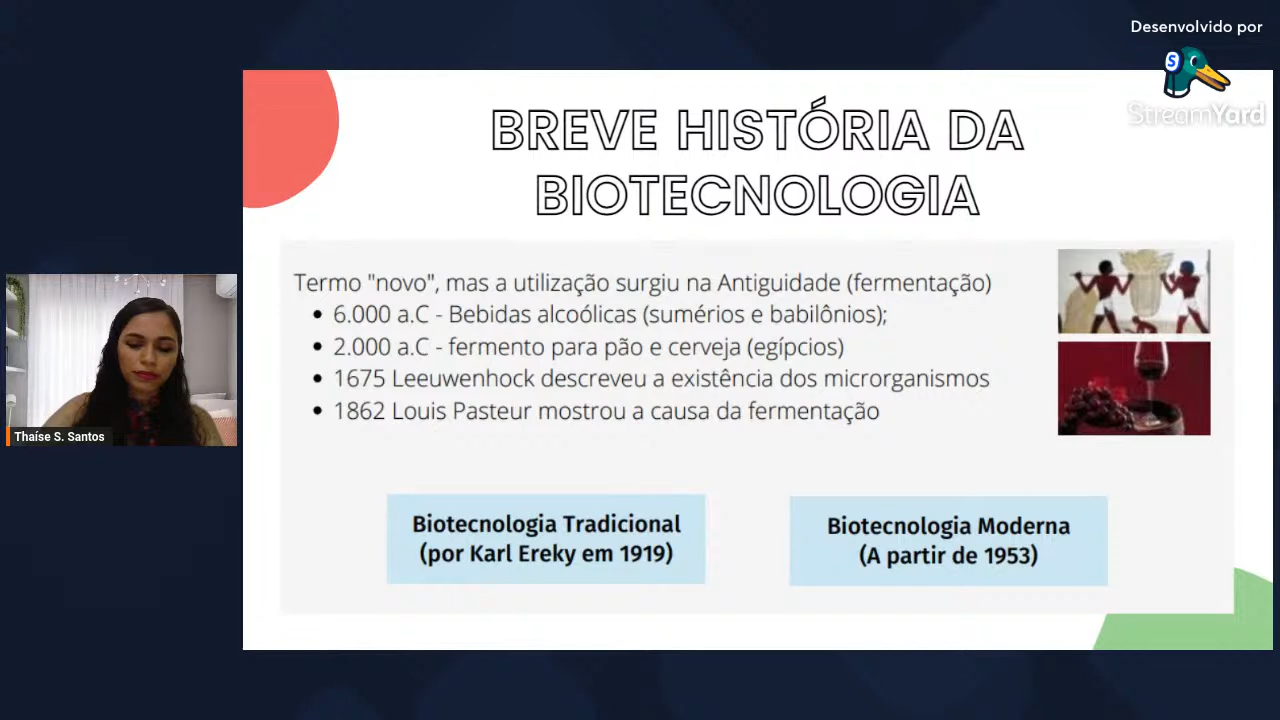 Desenvolvido por
StreamYard
BREVE HISTÓRIA DA
BIOTECNOLOGIA
Termo "novo", mas a utilização surgiu na Antiguidade (fermentação)
• 6.000 a.C - Bebidas alcoólicas (sumérios e babilônios);
• 2.000 a.C - fermento para pão e cerveja (egípcios)
• 1675 Leeuwenhock descreveu a existência dos microrganismos
• 1862 Louis Pasteur mostrou a causa da fermentação
Biotecnologia Tradicional
(por Karl Ereky em 1919)
Biotecnologia Moderna
(A partir de 1953)
Thaíse S. Santos